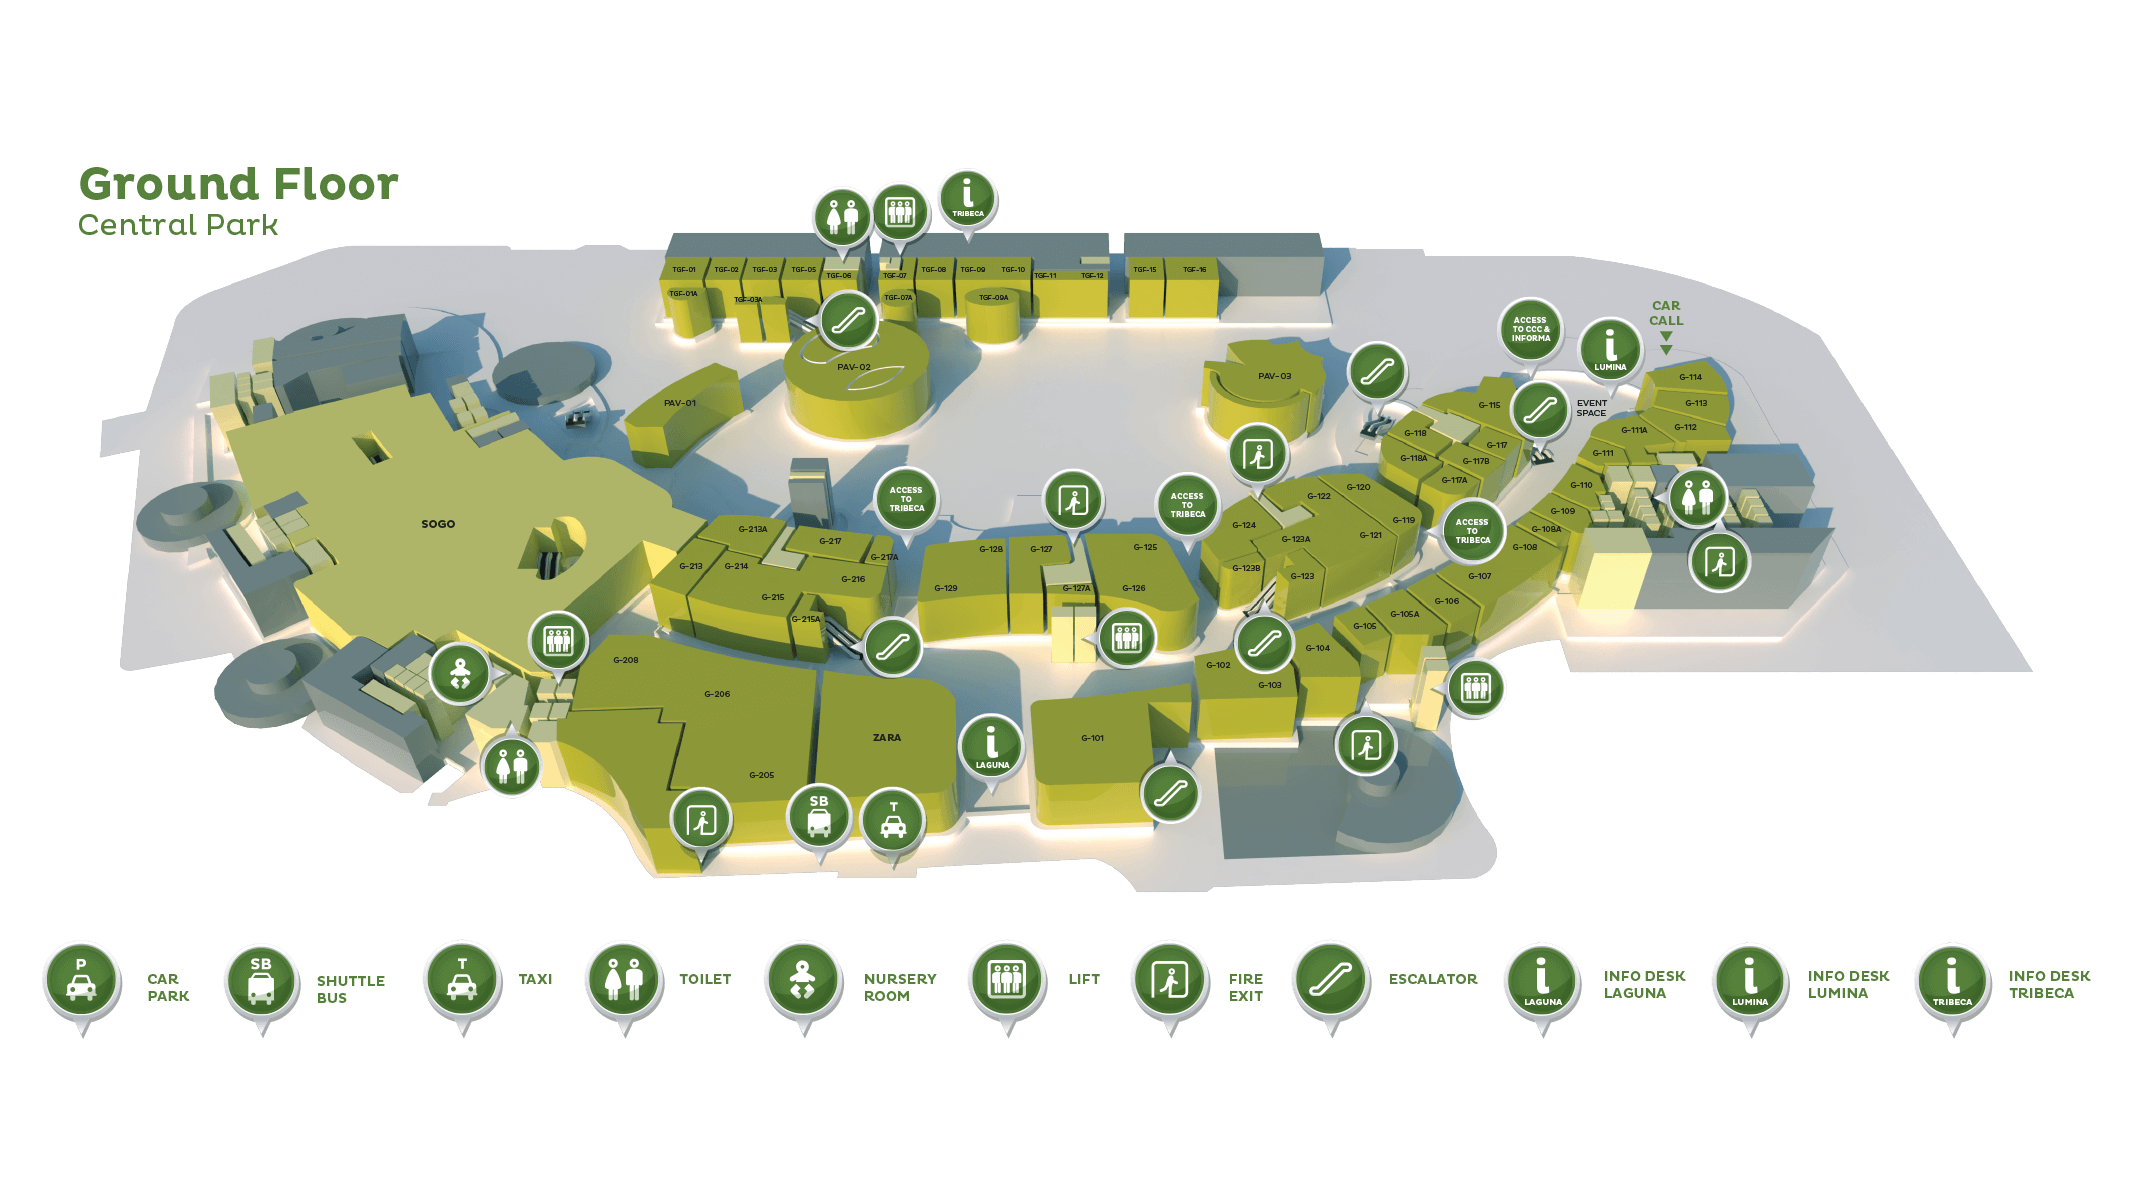 Ground Floor
Central Park
TRIBECA
TGF-01
TGF-02
TGF-03
TGF-05
TGF-06
TGF-07
TGF-08
TGF-09
TGF-10
TGF-11
TGF-12
TGF-15
TGF-16
TGF-01A
TGF-03A
TGF-07A
TGF-09A
PAV-01
PAV-02
PAV-03
ACCESS
TO CCC &
INFORMA
LUMINA
CAR
CALL
EVENT
SPACE
G-114
G-113
G-112
G-111A
G-111
G-110
G-109
G-108A
G-108
G-107
G-106
G-105A
G-105
G-104
G-103
G-102
G-101
G-115
G-117
G-117B
G-117A
G-118
G-118A
G-119
G-120
G-121
G-122
G-123A
G-123
G-123B
G-124
ACCESS
TO
TRIBECA
ACCESS
TO
TRIBECA
ACCESS
TO
TRIBECA
G-125
G-126
G-127
G-127A
G-128
G-129
SOGO
G-213A
G-213
G-214
G-215
G-215A
G-216
G-217
G-217A
G-208
G-206
G-205
ZARA
LAGUNA
SB
T
P
CAR
PARK
SB
SHUTTLE
BUS
T
TAXI
TOILET
NURSERY
ROOM
LIFT
FIRE
EXIT
ESCALATOR
LAGUNA
INFO DESK
LAGUNA
LUMINA
INFO DESK
LUMINA
TRIBECA
INFO DESK
TRIBECA